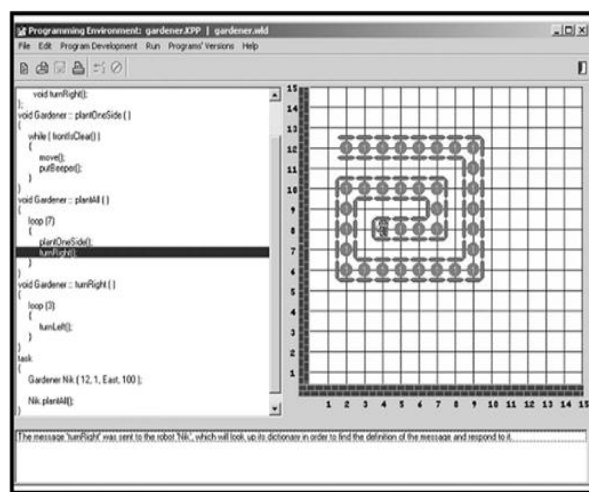 Programming Environment: gardener.KPP | gardener.wld
File Edit Program Development Run Programs' Versions Help
void turnRight();
};
void Gardener :: plantOneSide ( )
{
while ( frontIsClear() )
{
move();
putBeeper();
}
}
void Gardener :: plantAll ( )
{
loop (7)
{
plantOneSide();
turnRight();
}
}
void Gardener :: turnRight ( )
{
loop (3)
{
turnLeft();
}
}
task
{
Gardener Nik ( 12, 1, East, 100 );
Nik.plantAll();
}
15
14
13
12
11
10
9
8
7
6
5
4
3
2
1
1 2 3 4 5 6 7 8 9 10 11 12 13 14 15
The message 'turnRight' was sent to the robot 'Nik', which will look up its dictionary in order to find the definition of the message and respond to it.